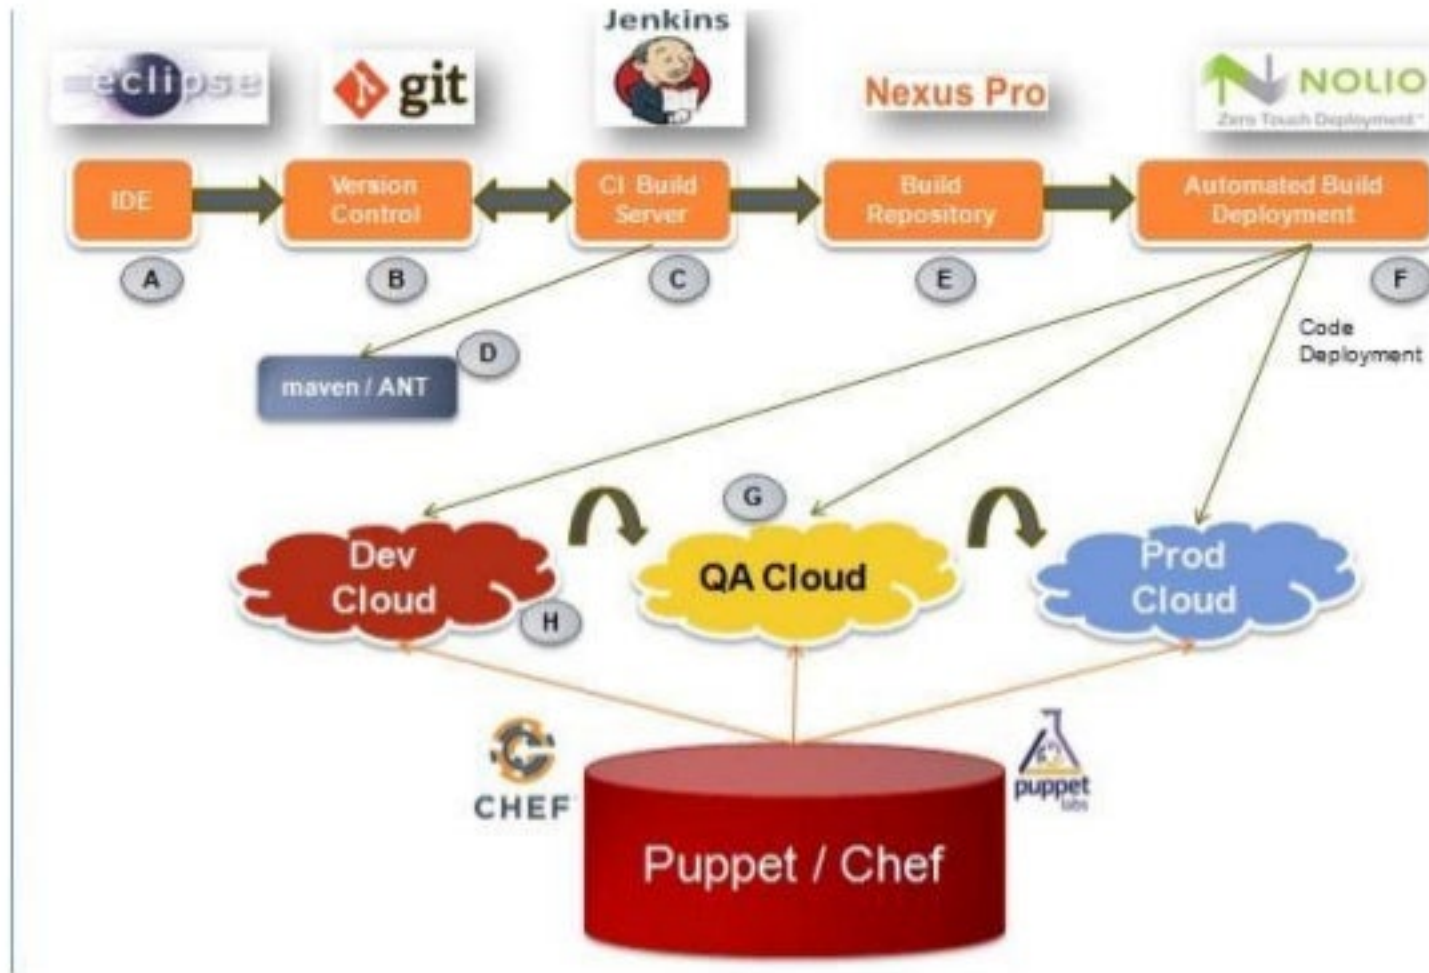 Jenkins
eclipse
git
Nexus Pro
NOLIO
Zero Touch Deployment™
IDE
Version
Control
CI Build
Server
Build
Repository
Automated Build
Deployment
A
B
C
E
F
Code
Deployment
D
maven / ANT
G
Dev
Cloud
QA Cloud
Prod
Cloud
H
CHEF
puppet
labs
Puppet / Chef